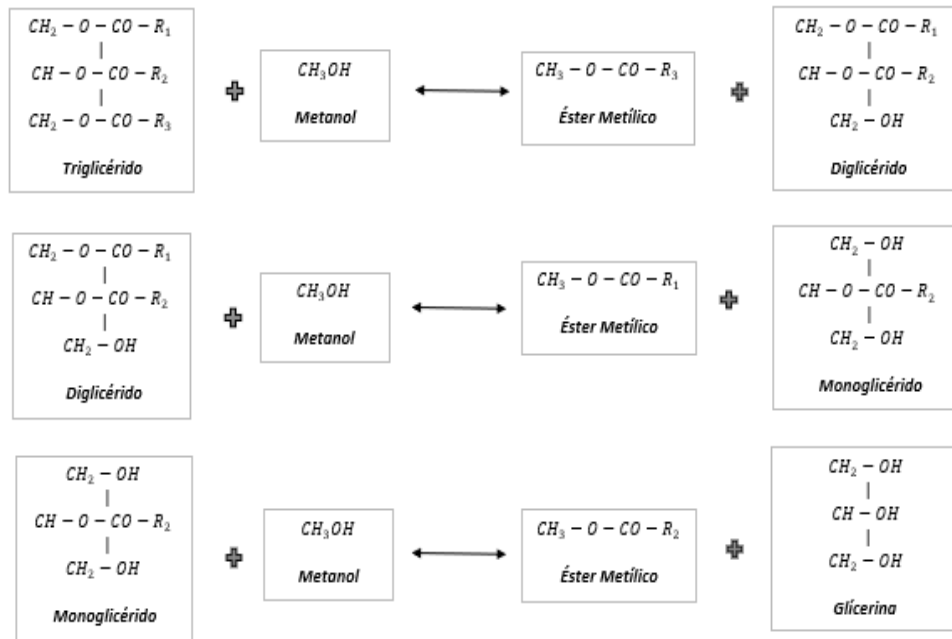 CH₂ − O − CO − R₁
|
CH − O − CO − R₂
|
CH₂ − O − CO − R₃
Triglicérido
CH₃OH
Metanol
CH₃ − O − CO − R₃
Éster Metílico
CH₂ − O − CO − R₁
|
CH − O − CO − R₂
|
CH₂ − OH
Diglicérido
CH₂ − O − CO − R₁
|
CH − O − CO − R₂
|
CH₂ − OH
Diglicérido
CH₃OH
Metanol
CH₃ − O − CO − R₁
Éster Metílico
CH₂ − OH
|
CH − O − CO − R₂
|
CH₂ − OH
Monoglicérido
CH₂ − OH
|
CH − O − CO − R₂
|
CH₂ − OH
Monoglicérido
CH₃OH
Metanol
CH₃ − O − CO − R₂
Éster Metílico
CH₂ − OH
|
CH − OH
|
CH₂ − OH
Glícerina